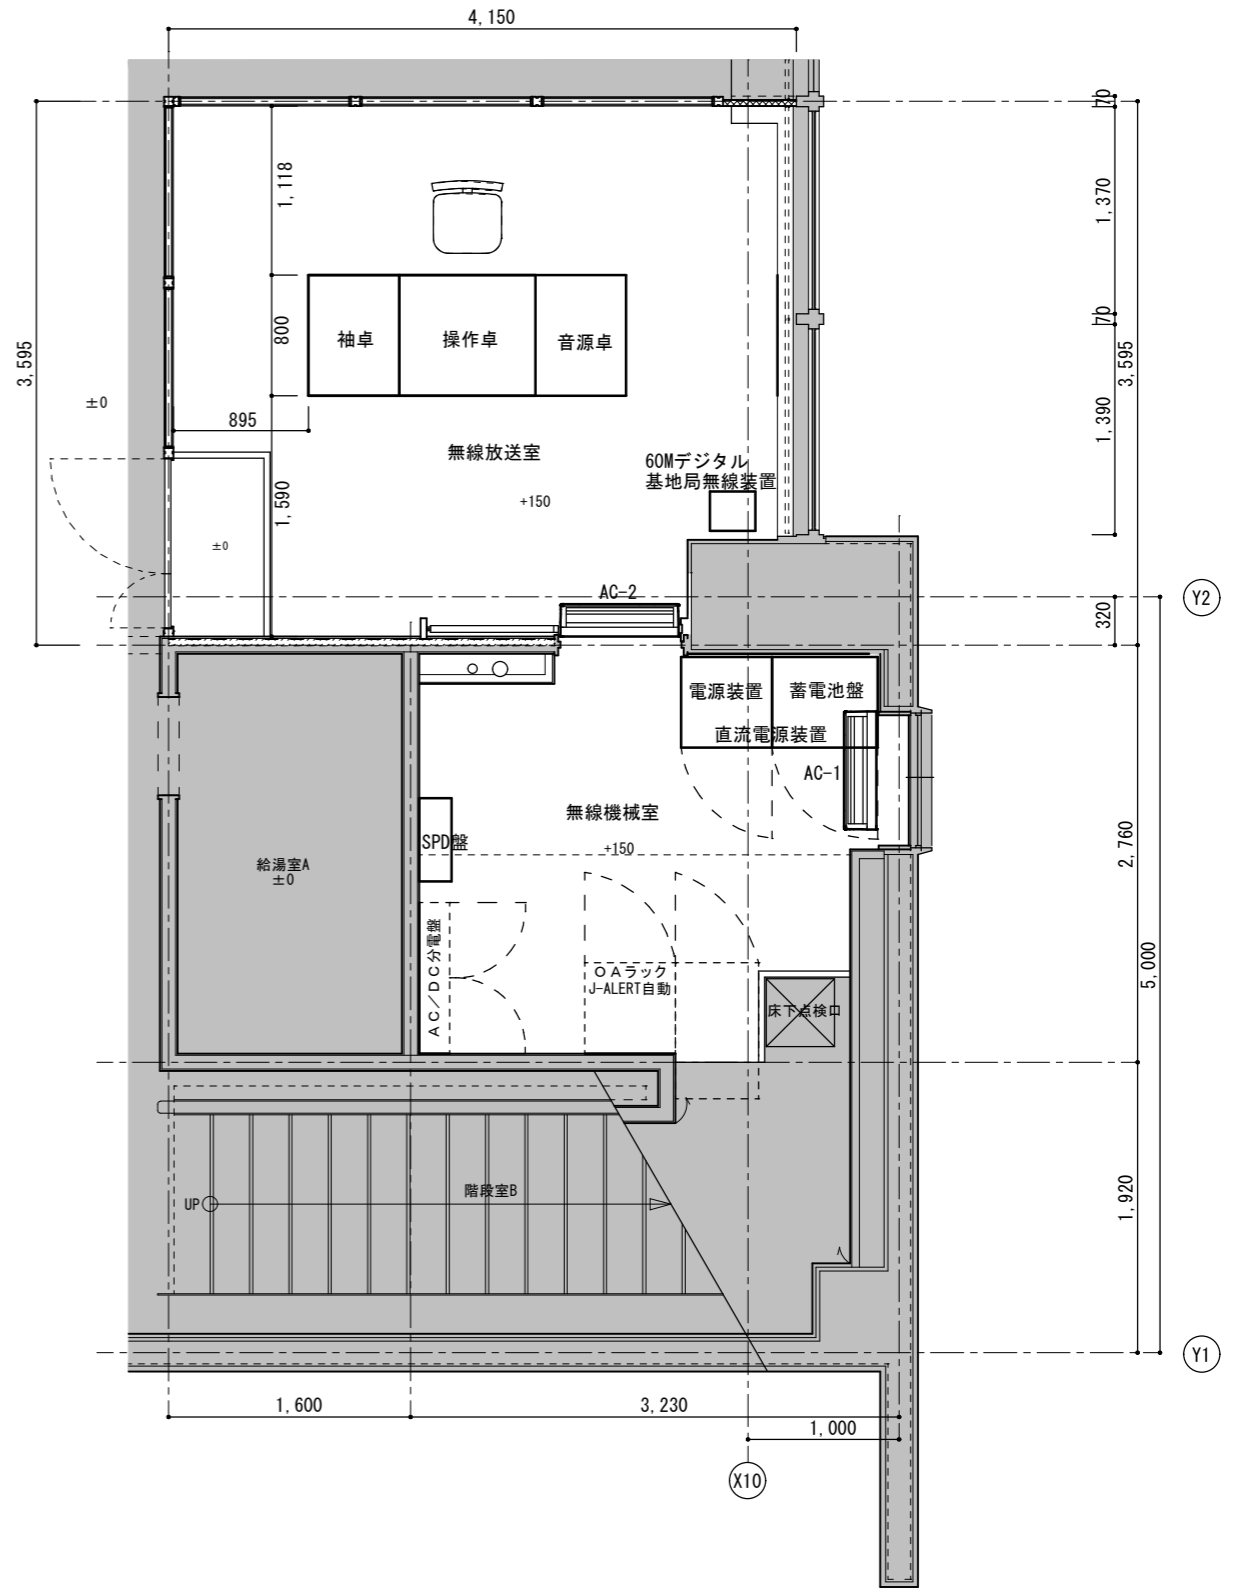 4,150
70
1,118
1,370
800
袖卓
操作卓
音源卓
70
3,595
3,595
±0
895
1,390
無線放送室
60Mデジタル
基地局無線装置
1,590
+150
±0
AC-2
320
Y2
電源装置
蓄電池盤
直流電源装置
AC-1
無線機械室
+150
SPD盤
給湯室A
±0
2,760
AC/DC分電盤
OAラック
J-ALERT自動
床下点検口
5,000
階段室B
UP
1,920
Y1
1,600
3,230
1,000
X10